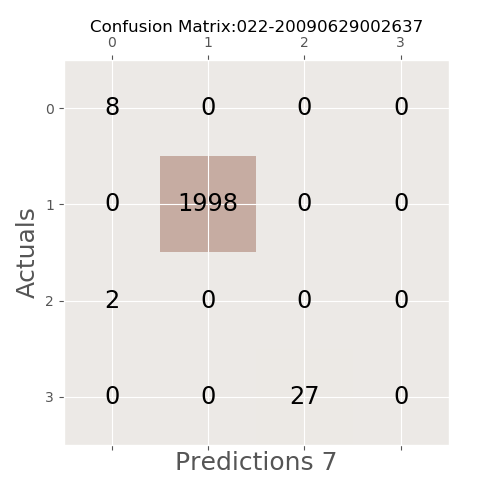 Confusion Matrix:022-20090629002637
0 1 2 3
0 8 0 0 0
1 0 1998 0 0
2 2 0 0 0
3 0 0 27 0
Actuals
Predictions 7